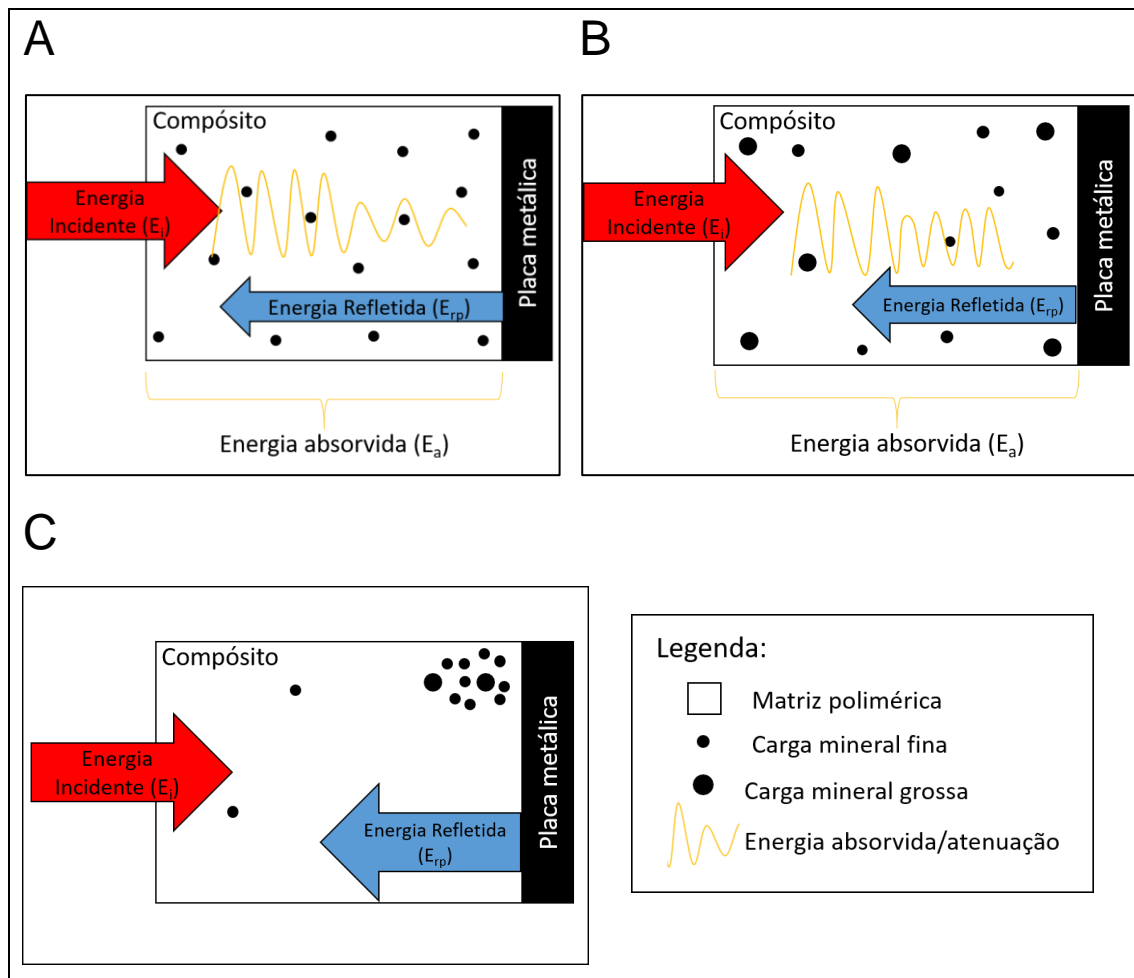 A
Compósito
Energia
Incidente (Ei)
Energia Refletida (Erp)
Placa metálica
Energia absorvida (Ea)
B
Compósito
Energia
Incidente (Ei)
Energia Refletida (Erp)
Placa metálica
Energia absorvida (Ea)
C
Compósito
Energia
Incidente (Ei)
Energia Refletida
(Erp)
Placa metálica
Legenda:
Matriz polimérica
Carga mineral fina
Carga mineral grossa
Energia absorvida/atenuação